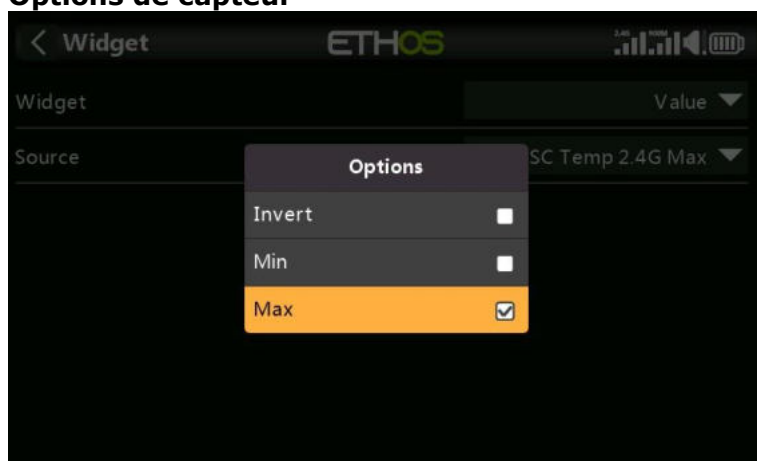 Options de capteur
Widget ETHOS
Widget Value
Source SC Temp 2.4G Max
Options
Invert
Min
Max